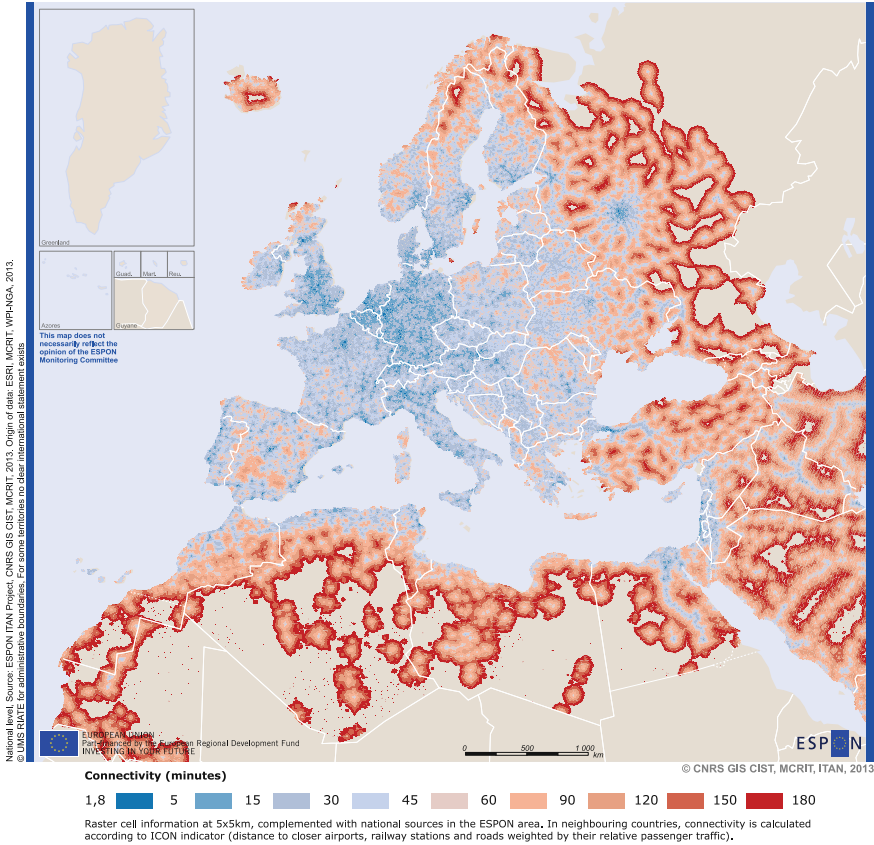 Greenland
Azores
Quad.
Mart.
Reu.
Guyane
This map does not
necessarily reflect the
opinion of the ESPON
Monitoring Committee
National level, Source: ESPON ITAN Project, CNRS GIS CIST, MCRIT, 2013. Origin of data: ESRI, MCRIT, WPI-NGA, 2013.
© UMS RIATE for administrative boundaries. For some territories no clear international statement exists
EUROPEAN UNION
Part-financed by the European Regional Development Fund
INVESTING IN YOUR FUTURE
0 500 1 000
km
ESPON
© CNRS GIS CIST, MCRIT, ITAN, 2013
Connectivity (minutes)
1,8 5 15 30 45 60 90 120 150 180
Raster cell information at 5x5km, complemented with national sources in the ESPON area. In neighbouring countries, connectivity is calculated
according to ICON indicator (distance to closer airports, railway stations and roads weighted by their relative passenger traffic).